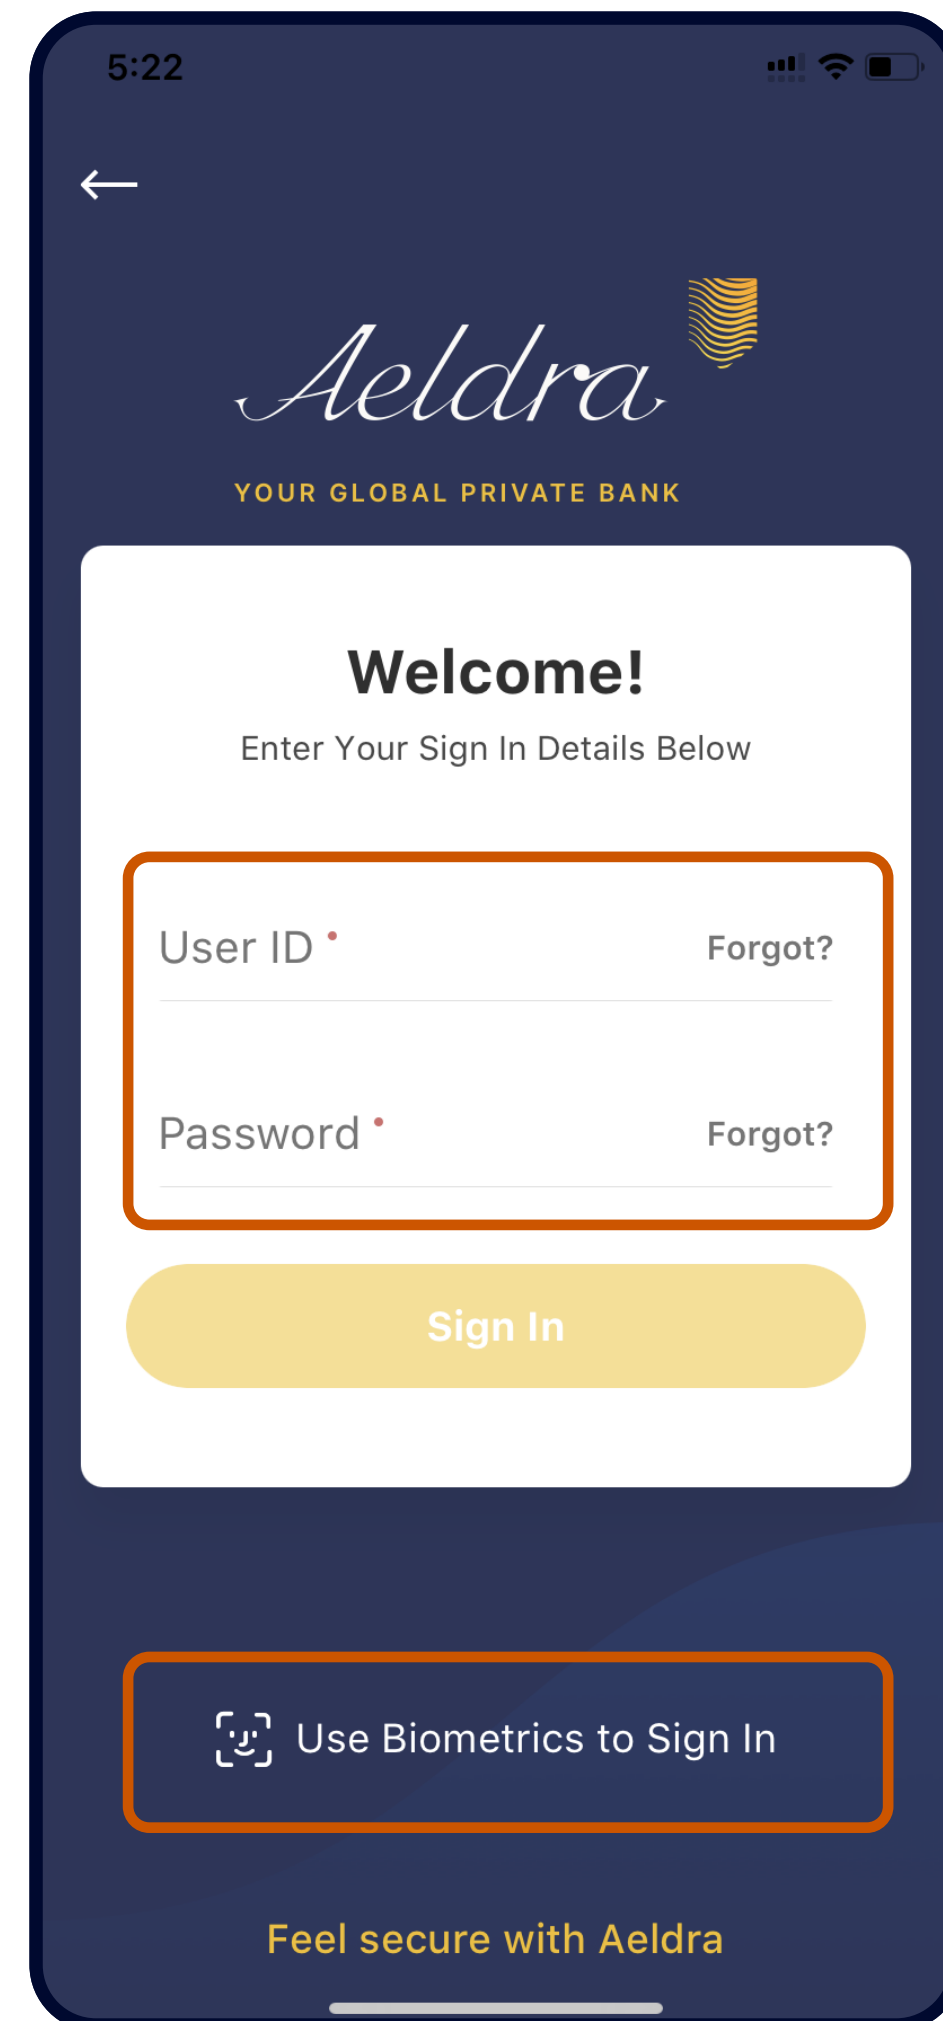 5:22
Aeldra
YOUR GLOBAL PRIVATE BANK
Welcome!
Enter Your Sign In Details Below
User ID •
Forgot?
Password •
Forgot?
Sign In
Use Biometrics to Sign In
Feel secure with Aeldra